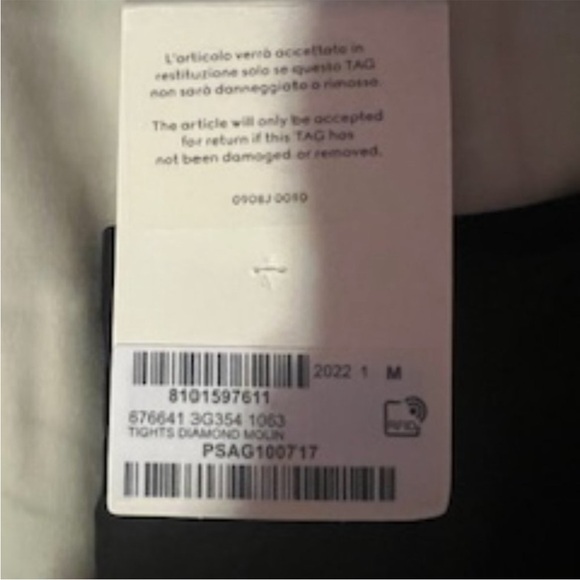 L'articolo verrà accettato in
restituzione solo se questo TAG
non sarà danneggiato o rimosso.
The article will only be accepted
for return if this TAG has
not been damaged or removed.
0908J 0090
2022 1 M
8101597611
676641 3G354 1063
RFID
TIGHTS DIAMOND MOLIN
PSAG100717